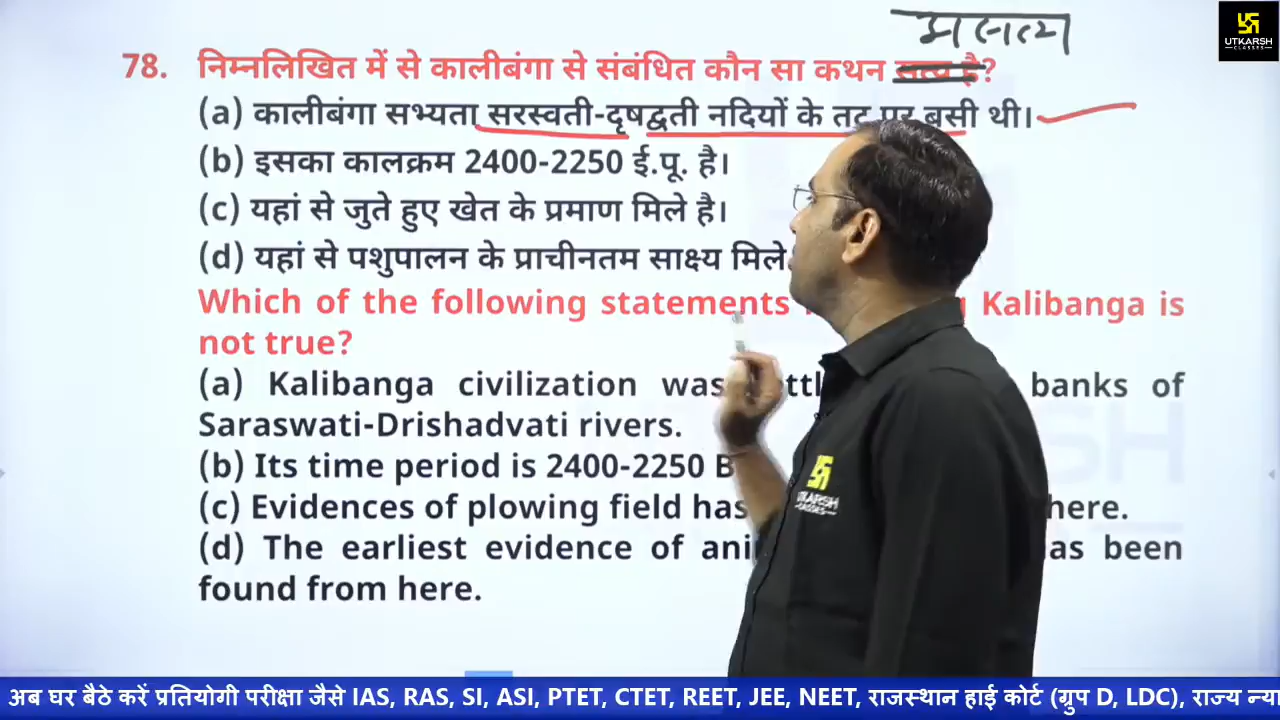 असत्य
UTKARSH
CLASSES
78. निम्नलिखित में से कालीबंगा से संबंधित कौन सा कथन सत्य है?
(a) कालीबंगा सभ्यता सरस्वती-दृषद्वती नदियों के तट पर बसी थी।
(b) इसका कालक्रम 2400-2250 ई.पू. है।
(c) यहां से जुते हुए खेत के प्रमाण मिले है।
(d) यहां से पशुपालन के प्राचीनतम साक्ष्य मिले
Which of the following statements Kalibanga is
not true?
(a) Kalibanga civilization was banks of
Saraswati-Drishadvati rivers.
(b) Its time period is 2400-2250 B
(c) Evidences of plowing field has here.
(d) The earliest evidence of been
found from here.
UTKARSH
CLASSES
अब घर बैठे करें प्रतियोगी परीक्षा जैसे IAS, RAS, SI, ASI, PTET, CTET, REET, JEE, NEET, राजस्थान हाई कोर्ट (ग्रुप D, LDC), राज्य